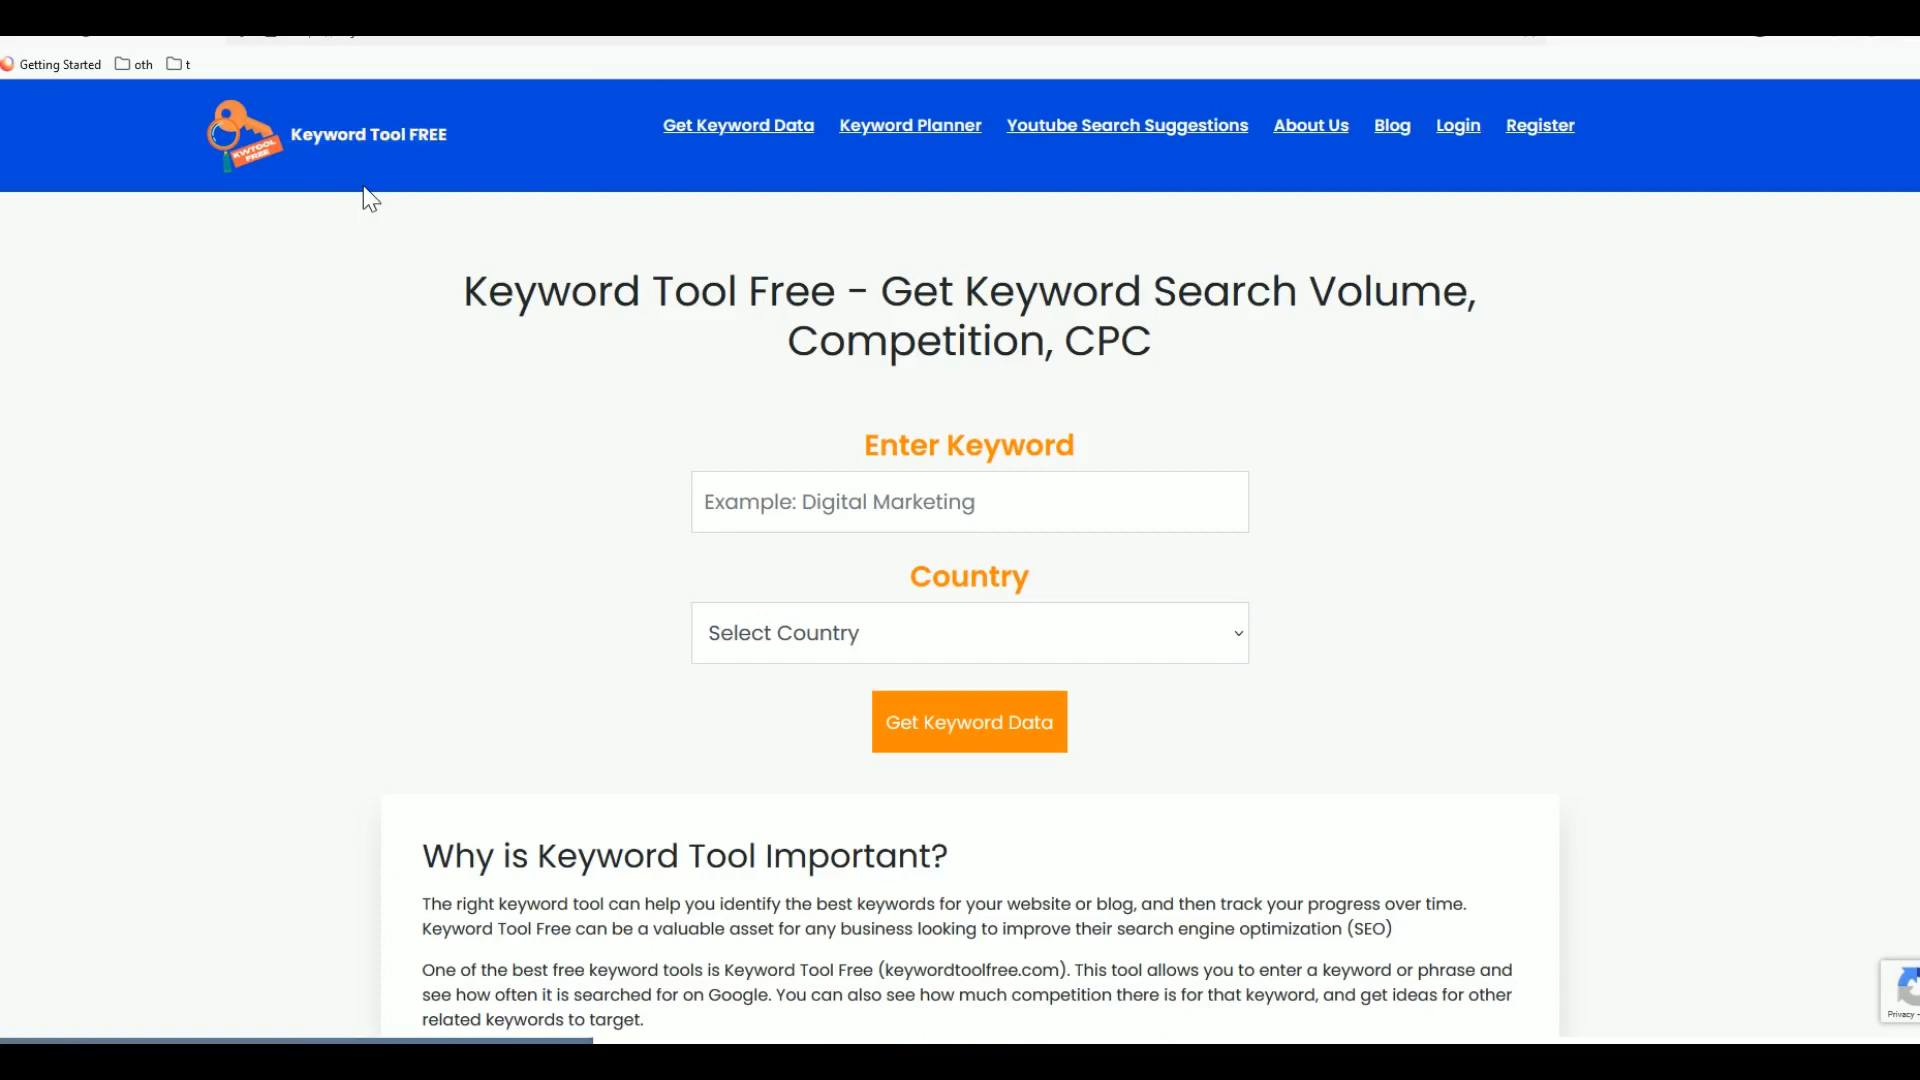 Getting Started oth t
KWTOOL
FREE
Keyword Tool FREE
Get Keyword Data Keyword Planner Youtube Search Suggestions About Us Blog Login Register
Keyword Tool Free - Get Keyword Search Volume,
Competition, CPC
Enter Keyword
Example: Digital Marketing
Country
Select Country
Get Keyword Data
Why is Keyword Tool Important?
The right keyword tool can help you identify the best keywords for your website or blog, and then track your progress over time.
Keyword Tool Free can be a valuable asset for any business looking to improve their search engine optimization (SEO)
One of the best free keyword tools is Keyword Tool Free (keywordtoolfree.com). This tool allows you to enter a keyword or phrase and
see how often it is searched for on Google. You can also see how much competition there is for that keyword, and get ideas for other
related keywords to target.
Privacy -